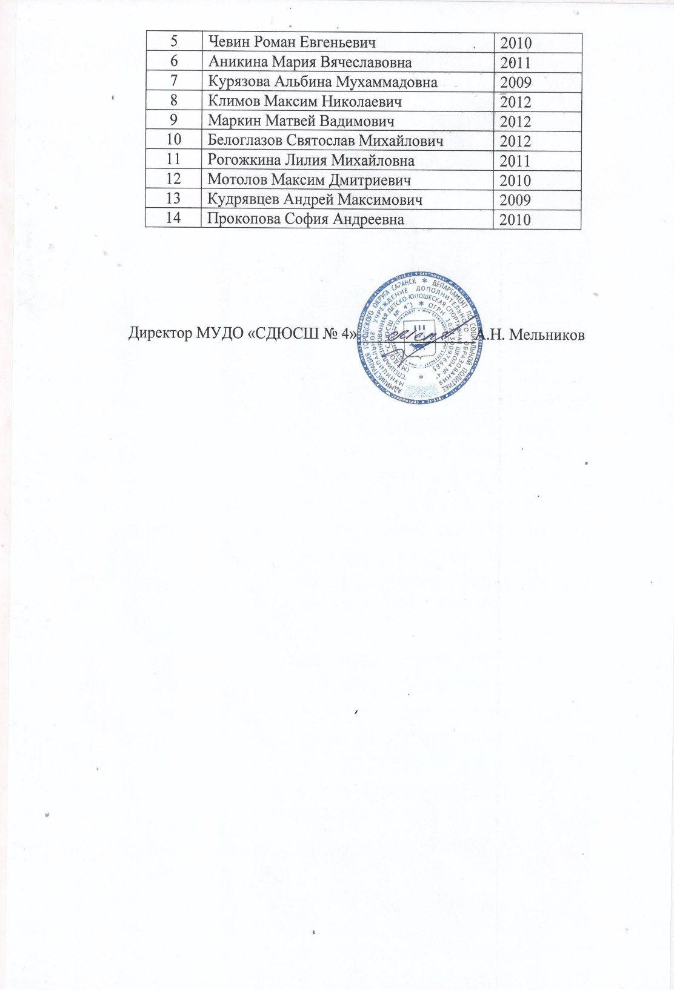 5 Чевин Роман Евгеньевич 2010
6 Аникина Мария Вячеславовна 2011
7 Курязова Альбина Мухаммадовна 2009
8 Климов Максим Николаевич 2012
9 Маркин Матвей Вадимович 2012
10 Белоглазов Святослав Михайлович 2012
11 Рогожкина Лилия Михайловна 2011
12 Мотолов Максим Дмитриевич 2010
13 Кудрявцев Андрей Максимович 2009
14 Прокопова София Андреевна 2010
Директор МУДО «СДЮСШ № 4» А.Н. Мельников
АДМИНИСТРАЦИЯ ГОРОДСКОГО ОКРУГА САРАНСК * ДЕПАРТАМЕНТ ПО СОЦИАЛЬНОЙ ПОЛИТИКЕ
МУНИЦИПАЛЬНОЕ УЧРЕЖДЕНИЕ ДОПОЛНИТЕЛЬНОГО ОБРАЗОВАНИЯ
"СПЕЦИАЛИЗИРОВАННАЯ ДЕТСКО-ЮНОШЕСКАЯ СПОРТИВНАЯ ШКОЛА № 4"
(МУДО "СДЮСШ № 4") * ОГРН